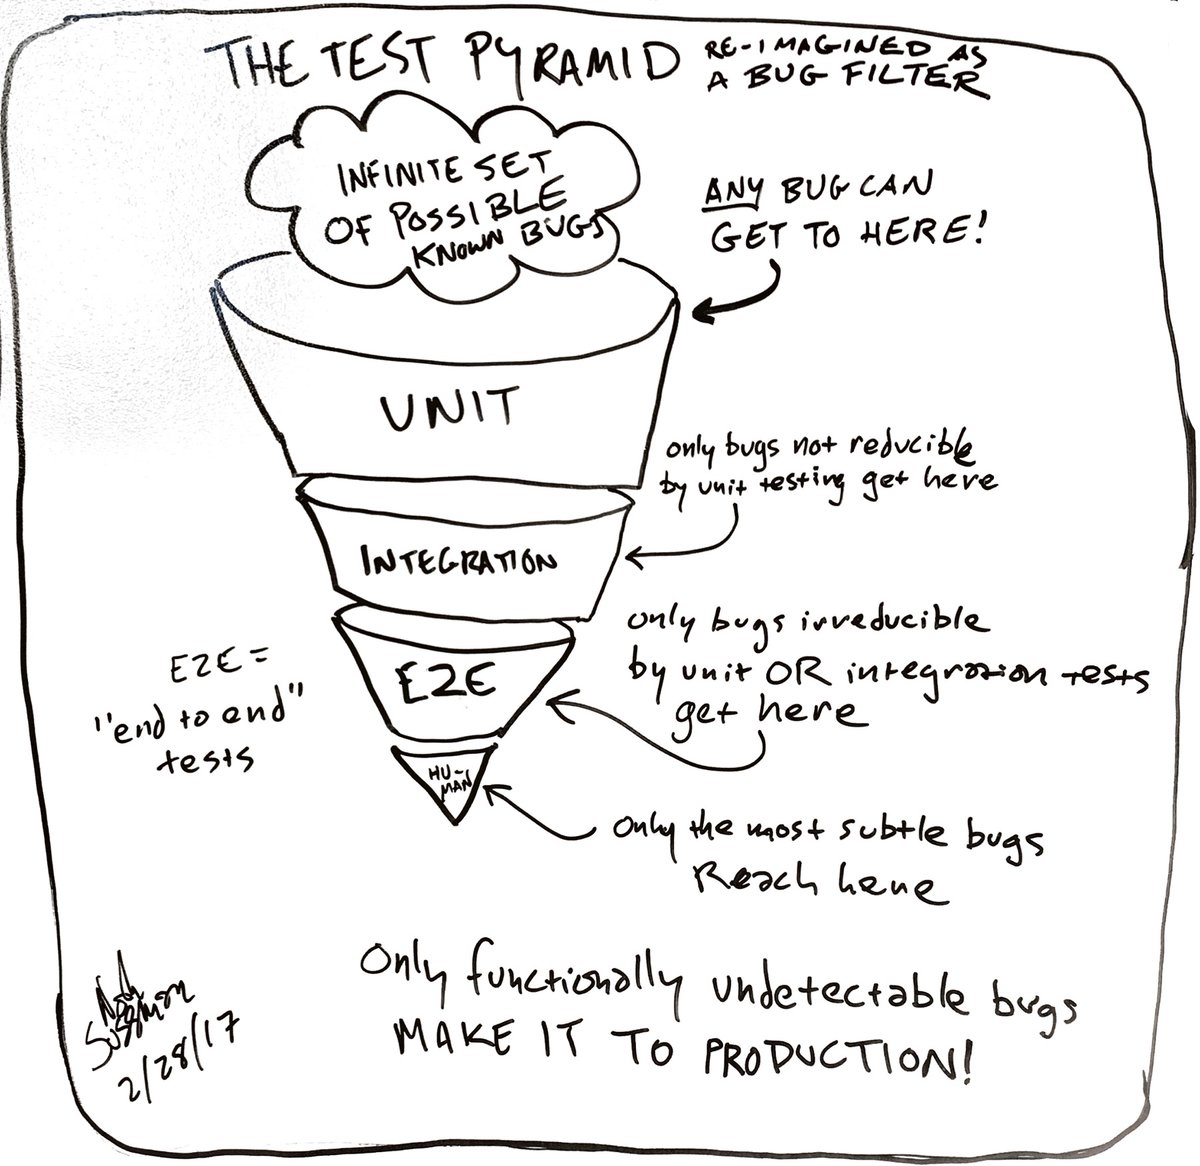 THE TEST PYRAMID RE-IMAGINED AS
A BUG FILTER
INFINITE SET
OF POSSIBLE
KNOWN BUGS
ANY BUG CAN
GET TO HERE!
UNIT
only bugs not reducible
by unit testing get here
INTEGRATION
only bugs irreducible
by unit OR integration tests
get here
E2E
E2E =
"end to end"
tests
HU-
MAN
Only the most subtle bugs
Reach here
Only functionally undetectable bugs
MAKE IT TO PRODUCTION!
Noah
Sussman
2/28/17